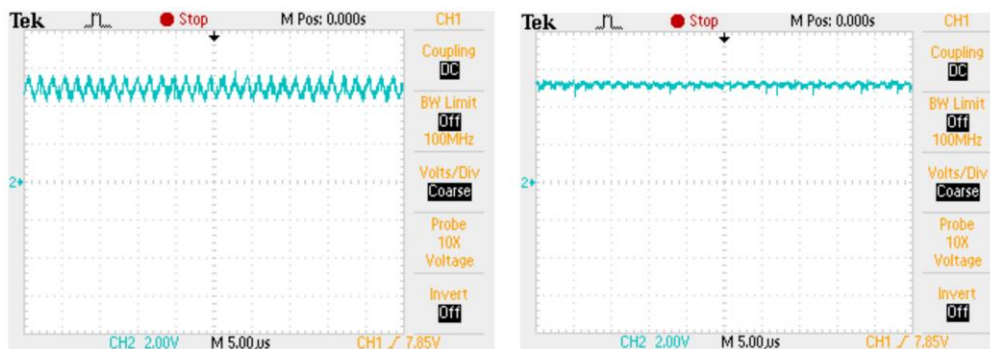 Tek Stop M Pos: 0.000s CH1
Coupling
DC
BW Limit
Off
100MHz
Volts/Div
Coarse
2
Probe
10X
Voltage
Invert
Off
CH2 2.00V M 5.00µs CH1 7.85V
Tek Stop M Pos: 0.000s CH1
Coupling
DC
BW Limit
Off
100MHz
Volts/Div
Coarse
2
Probe
10X
Voltage
Invert
Off
CH2 2.00V M 5.00µs CH1 7.85V